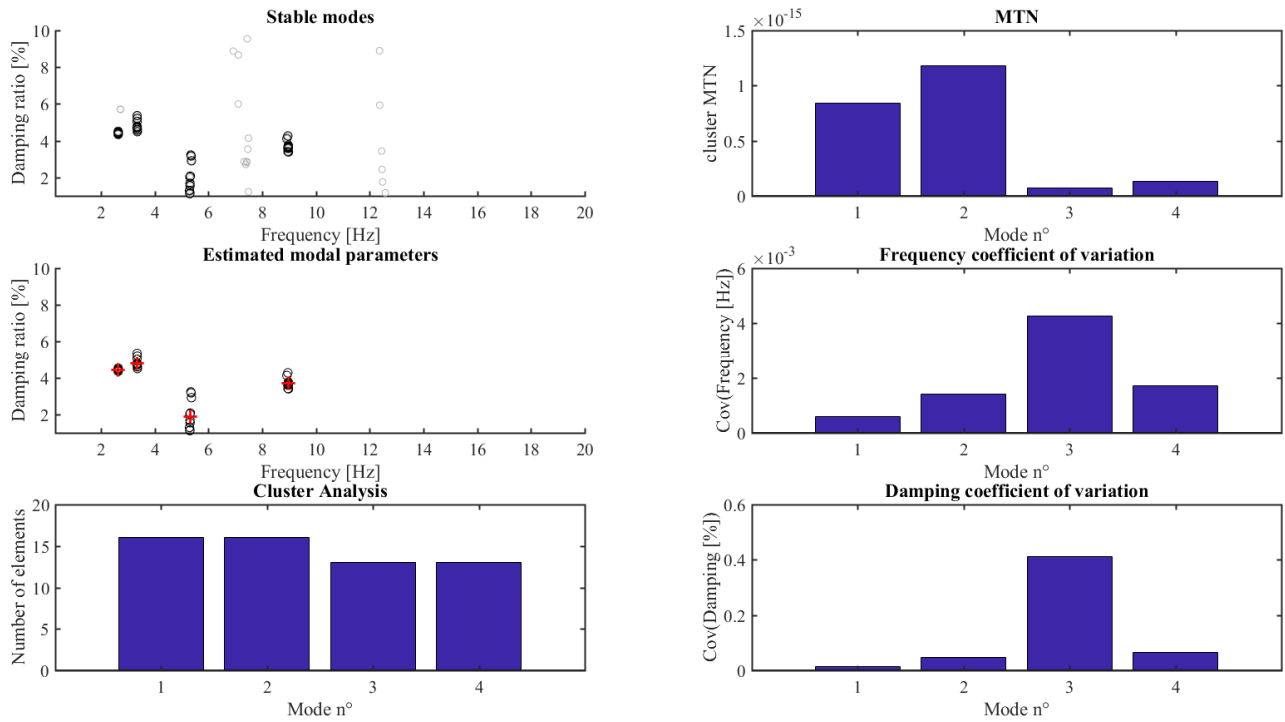 Stable modes
Damping ratio [%]
10
8
6
4
2
2 4 6 8 10 12 14 16 18 20
Frequency [Hz]
MTN
×10-15
cluster MTN
1.5
1
0.5
0
1 2 3 4
Mode n°
Estimated modal parameters
Damping ratio [%]
10
8
6
4
2
2 4 6 8 10 12 14 16 18 20
Frequency [Hz]
Frequency coefficient of variation
×10-3
Cov(Frequency [Hz])
6
4
2
0
1 2 3 4
Mode n°
Cluster Analysis
Number of elements
20
15
10
5
0
1 2 3 4
Mode n°
Damping coefficient of variation
Cov(Damping [%])
0.6
0.4
0.2
0
1 2 3 4
Mode n°